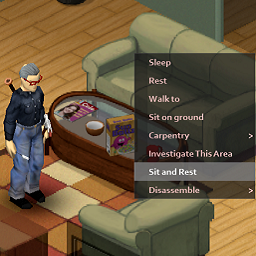 Sleep
Rest
Walk to
Sit on ground
Carpentry >
Investigate This Area
Sit and Rest
Disassemble >